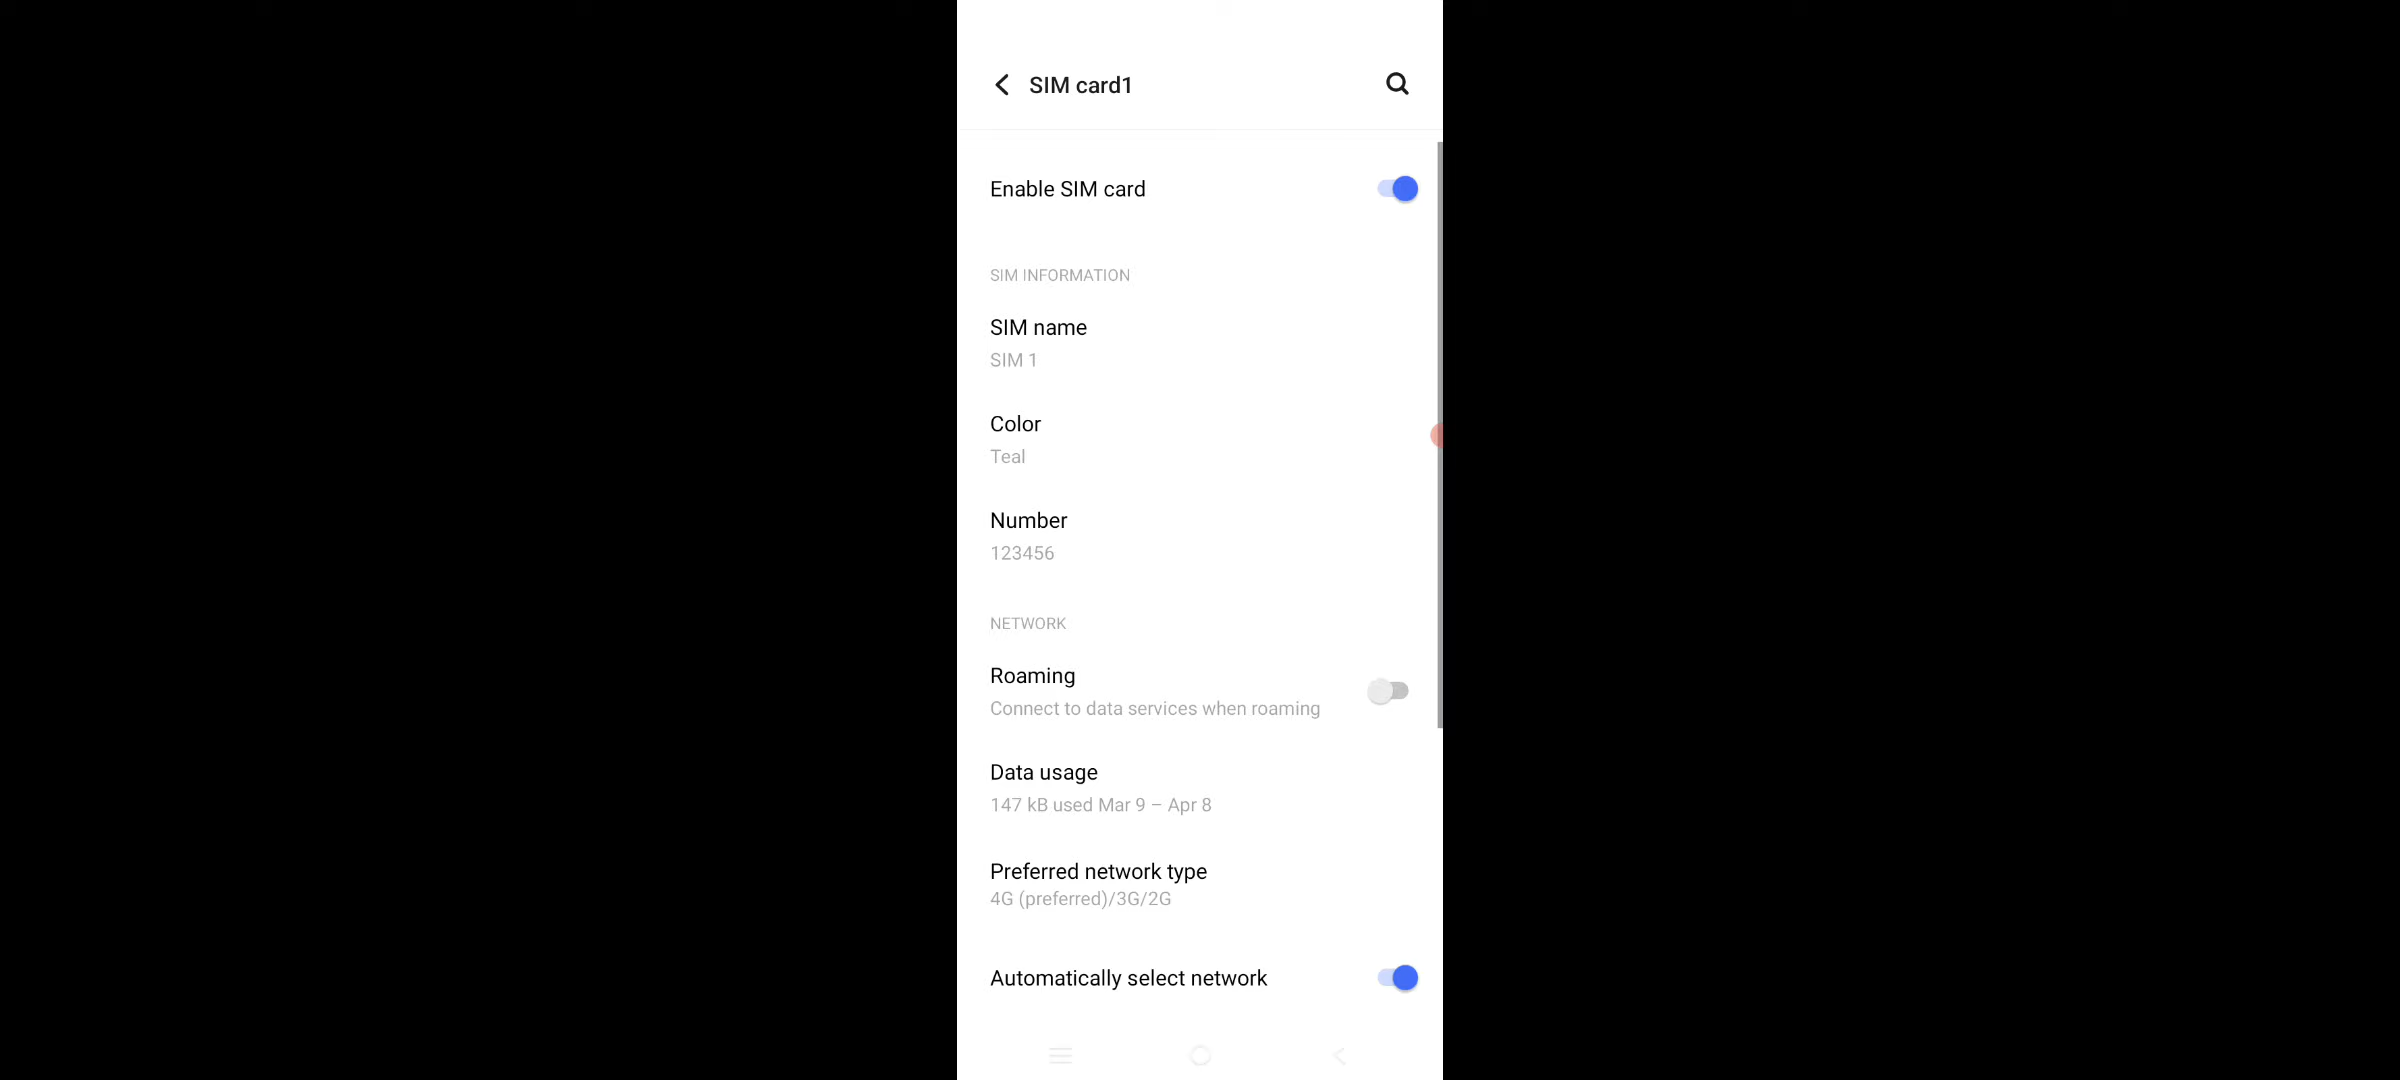 SIM card1
Enable SIM card
SIM INFORMATION
SIM name
SIM 1
Color
Teal
Number
123456
NETWORK
Roaming
Connect to data services when roaming
Data usage
147 kB used Mar 9 – Apr 8
Preferred network type
4G (preferred)/3G/2G
Automatically select network